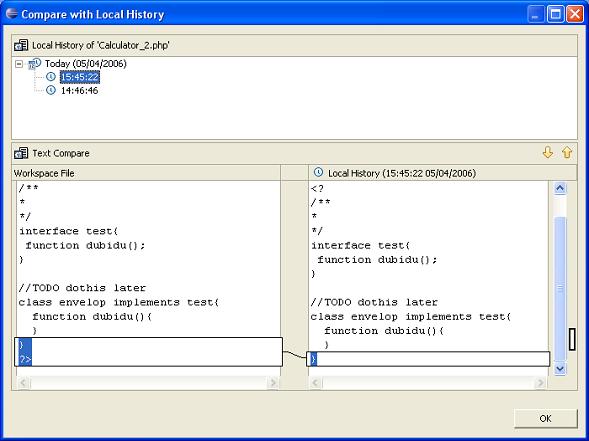 Compare with Local History
Local History of 'Calculator_2.php'
Today (05/04/2006)
15:45:22
14:46:46
Text Compare
Workspace File
/**
*
*/
interface test{
function dubidu();
}
//TODO dothis later
class envelop implements test{
function dubidu(){
}
}
?>
Local History (15:45:22 05/04/2006)
<?
/**
*
*/
interface test{
function dubidu();
}
//TODO dothis later
class envelop implements test{
function dubidu(){
}
}
OK